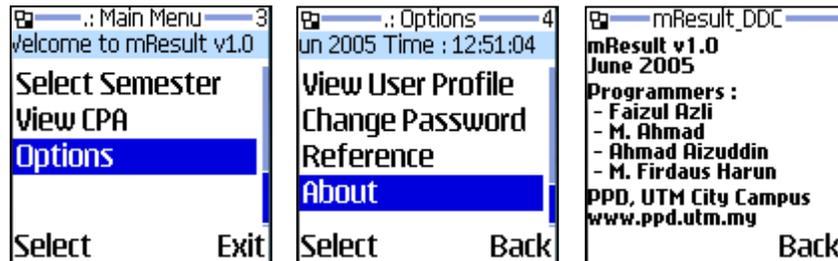 .: Main Menu 3
Welcome to mResult v1.0
Select Semester
View CPA
Options
Select Exit
.: Options 4
un 2005 Time : 12:51:04
View User Profile
Change Password
Reference
About
Select Back
mResult_DDC
mResult v1.0
June 2005
Programmers :
- Faizul Azli
- M. Ahmad
- Ahmad Aizuddin
- M. Firdaus Harun
PPD, UTM City Campus
www.ppd.utm.my
Back